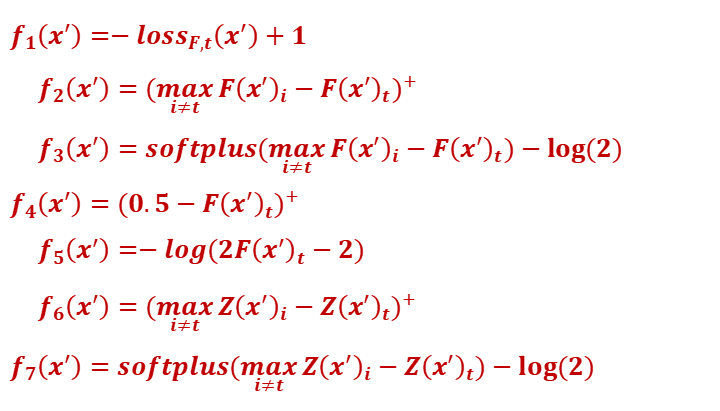 f₁(x′) =− loss_F,t(x′) + 1
f₂(x′) = (max_{i≠t} F(x′)ᵢ − F(x′)ₜ)⁺
f₃(x′) = softplus(max_{i≠t} F(x′)ᵢ − F(x′)ₜ) − log(2)
f₄(x′) = (0.5 − F(x′)ₜ)⁺
f₅(x′) =− log(2F(x′)ₜ − 2)
f₆(x′) = (max_{i≠t} Z(x′)ᵢ − Z(x′)ₜ)⁺
f₇(x′) = softplus(max_{i≠t} Z(x′)ᵢ − Z(x′)ₜ) − log(2)